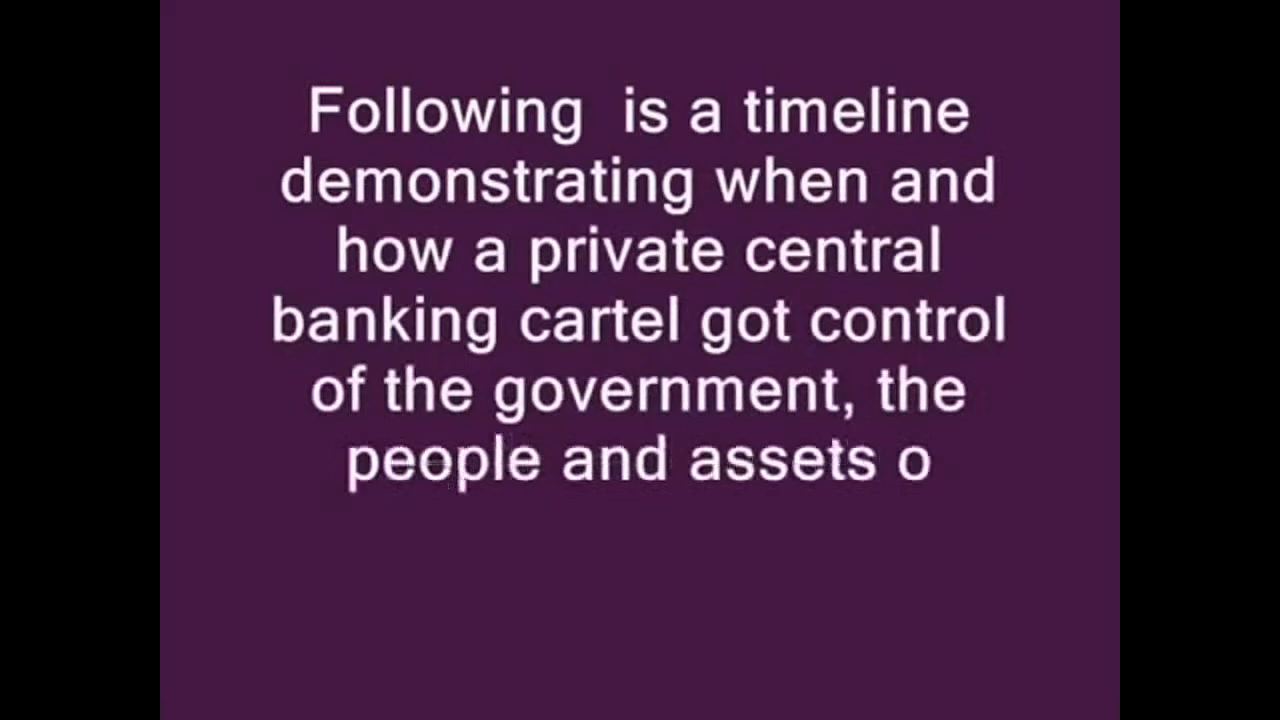 Following  is a timeline
demonstrating when and
how a private central
banking cartel got control
of the government, the
people and assets o